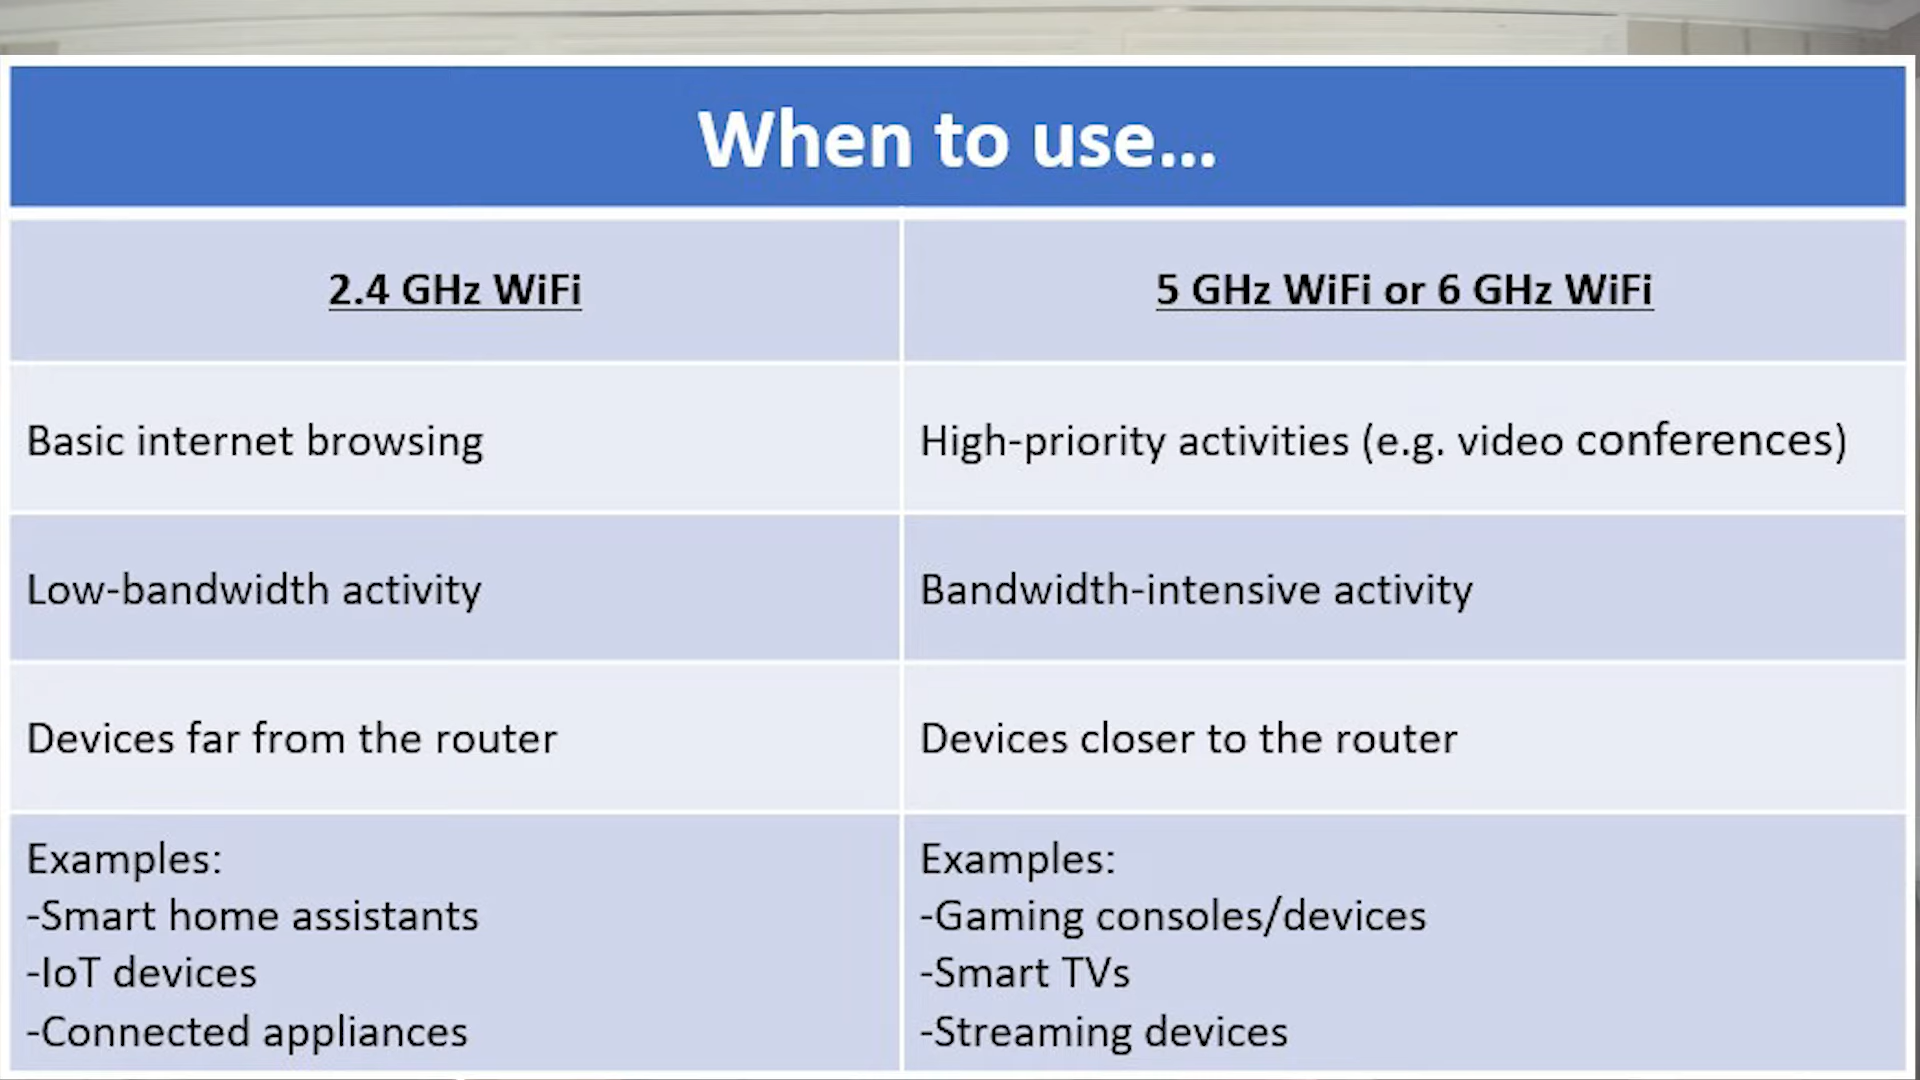 When to use...
2.4 GHz WiFi
5 GHz WiFi or 6 GHz WiFi
Basic internet browsing
High-priority activities (e.g. video conferences)
Low-bandwidth activity
Bandwidth-intensive activity
Devices far from the router
Devices closer to the router
Examples:
-Smart home assistants
-IoT devices
-Connected appliances
Examples:
-Gaming consoles/devices
-Smart TVs
-Streaming devices